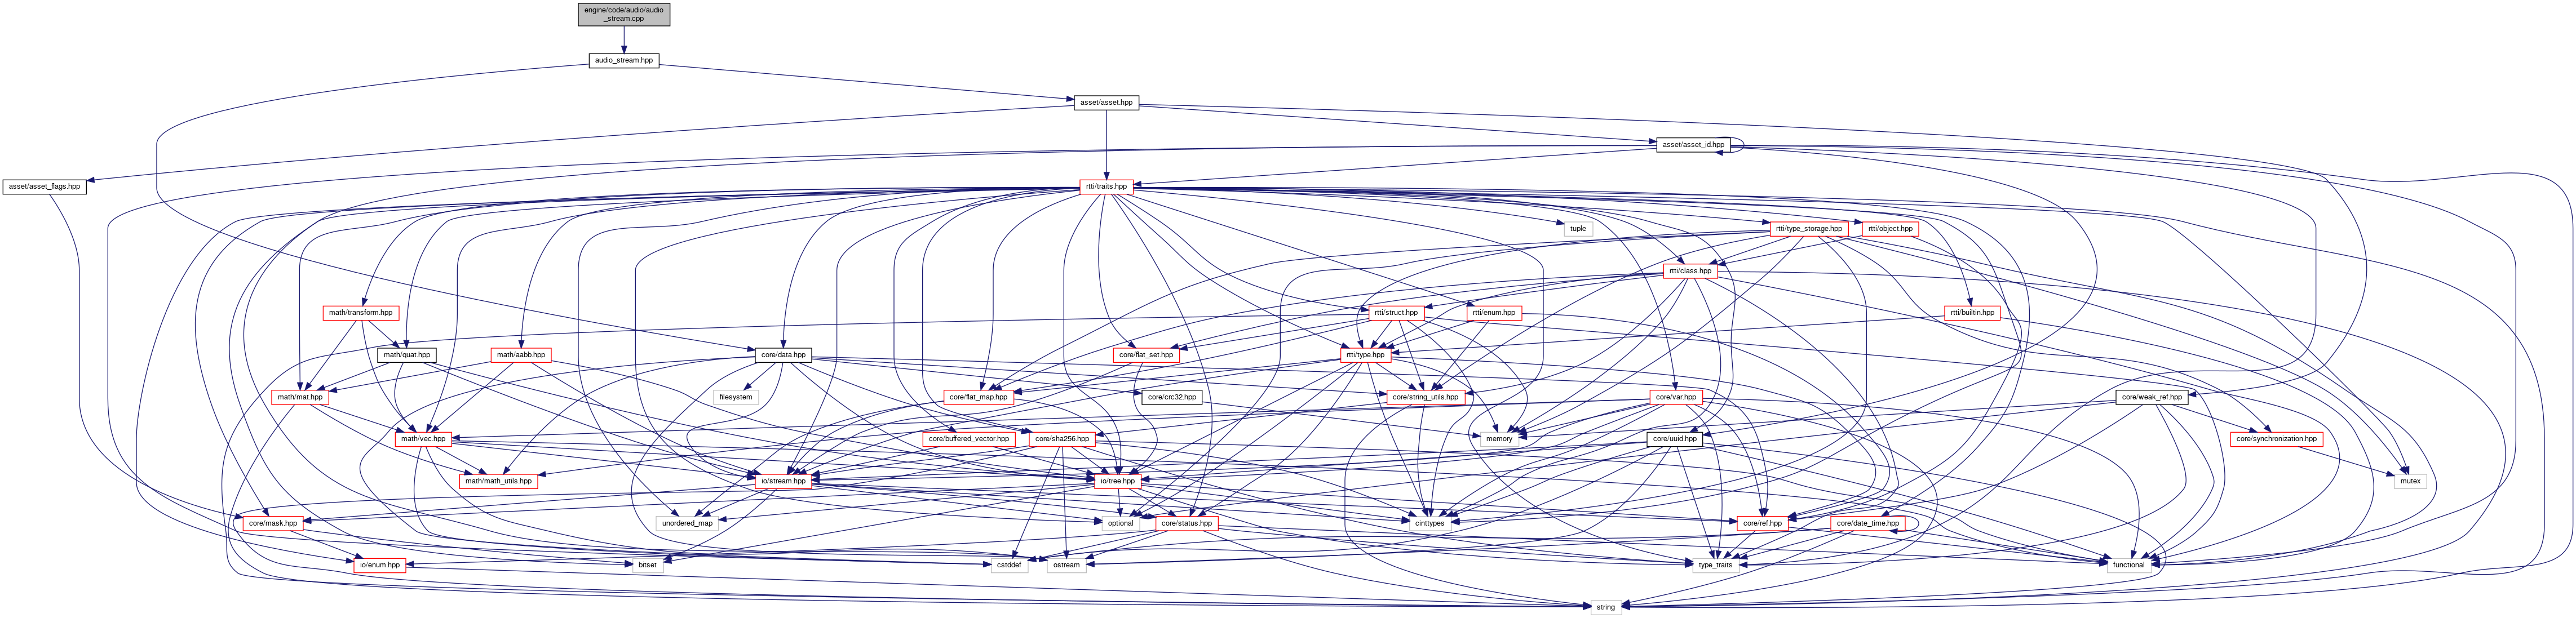 engine/code/audio/audio
_stream.cpp
audio_stream.hpp
asset/asset.hpp
asset/asset_id.hpp
asset/asset_flags.hpp
rtti/traits.hpp
tuple
rtti/type_storage.hpp
rtti/object.hpp
rtti/class.hpp
math/transform.hpp
rtti/struct.hpp
rtti/enum.hpp
rtti/builtin.hpp
math/quat.hpp
math/aabb.hpp
core/data.hpp
core/flat_set.hpp
rtti/type.hpp
math/mat.hpp
filesystem
core/flat_map.hpp
core/crc32.hpp
core/string_utils.hpp
core/var.hpp
core/weak_ref.hpp
math/vec.hpp
core/buffered_vector.hpp
core/sha256.hpp
memory
core/uuid.hpp
core/synchronization.hpp
math/math_utils.hpp
io/stream.hpp
io/tree.hpp
mutex
core/mask.hpp
unordered_map
optional
core/status.hpp
cinttypes
core/ref.hpp
core/date_time.hpp
io/enum.hpp
bitset
cstddef
ostream
type_traits
functional
string